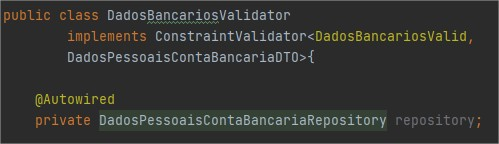 public class DadosBancariosValidator
implements ConstraintValidator<DadosBancariosValid,
DadosPessoaisContaBancariaDTO>{
@Autowired
private DadosPessoaisContaBancariaRepository repository;